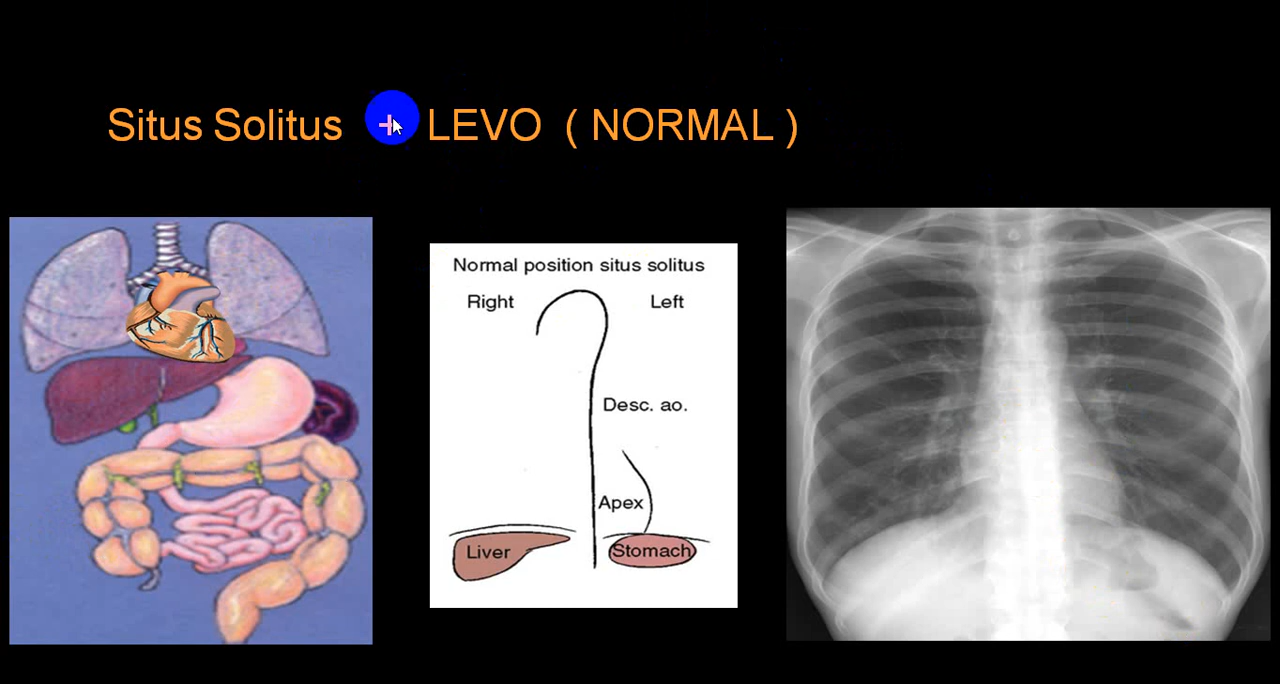 Situs Solitus + LEVO ( NORMAL )
Normal position situs solitus
Right Left
Desc. ao.
Apex
Liver Stomach